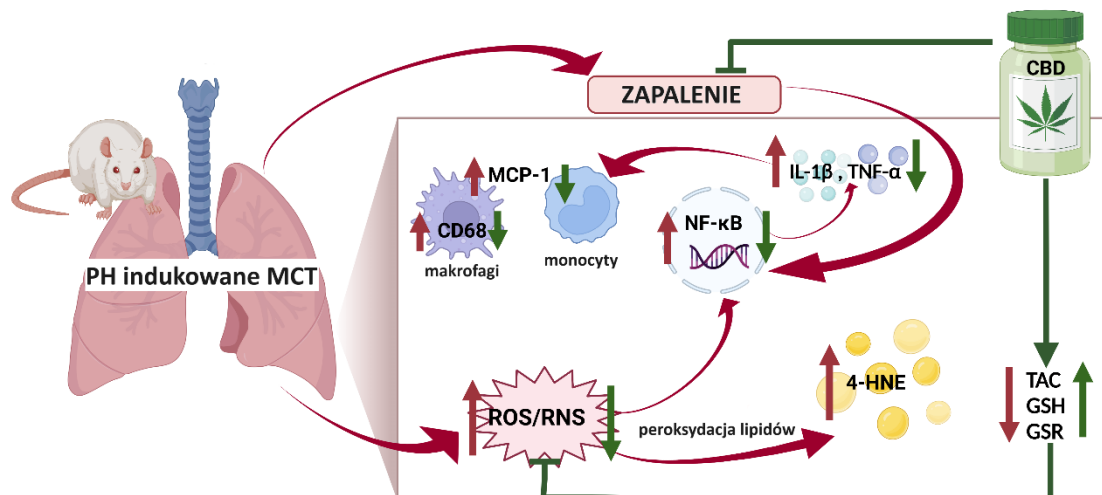 CBD
ZAPALENIE
MCP-1
IL-1β , TNF-α
CD68
NF-κB
makrofagi
monocyty
PH indukowane MCT
4-HNE
ROS/RNS
peroksydacja lipidów
TAC
GSH
GSR